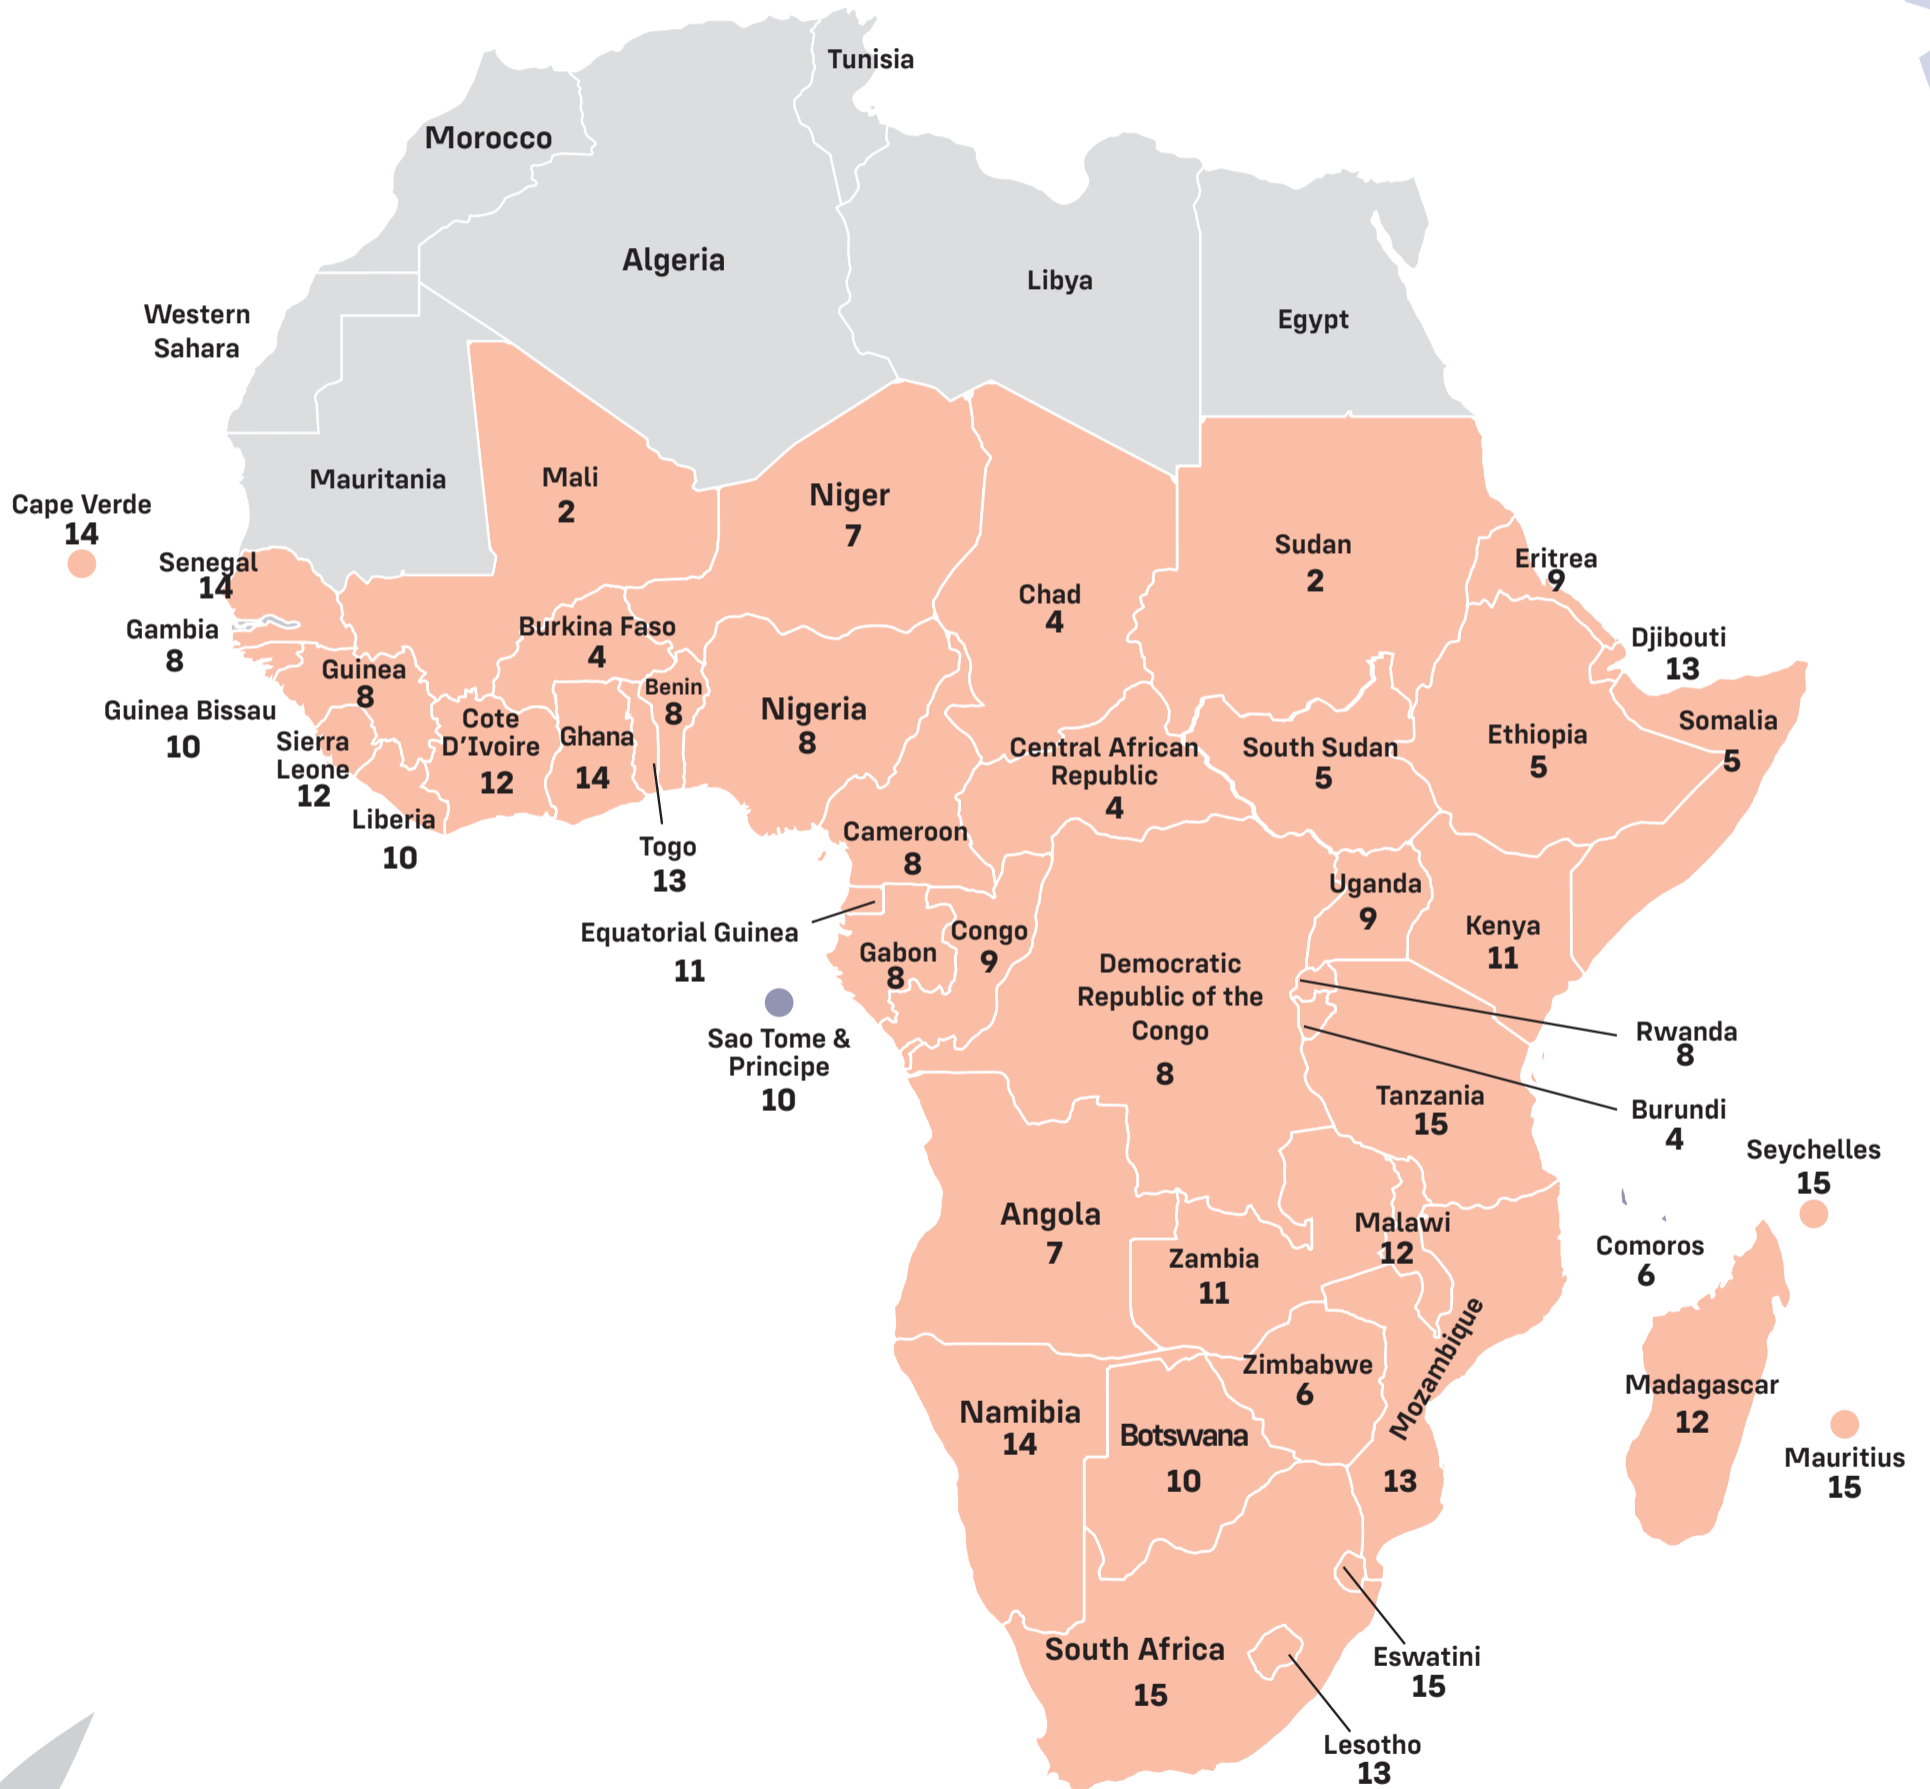 Tunisia
Morocco
Algeria
Libya
Egypt
Western
Sahara
Mauritania
Mali
2
Niger
7
Cape Verde
14
Senegal
14
Chad
4
Sudan
2
Eritrea
9
Gambia
8
Burkina Faso
4
Djibouti
13
Guinea
8
Benin
8
Guinea Bissau
10
Nigeria
8
Cote
D'Ivoire
12
Ghana
14
Sierra
Leone
12
Central African
Republic
4
South Sudan
5
Ethiopia
5
Somalia
5
Liberia
10
Togo
13
Cameroon
8
Uganda
9
Kenya
11
Equatorial Guinea
11
Gabon
8
Congo
9
Democratic
Republic of the
Congo
8
Sao Tome &
Principe
10
Rwanda
8
Tanzania
15
Burundi
4
Seychelles
15
Angola
7
Zambia
11
Malawi
12
Comoros
6
Zimbabwe
6
Mozambique
13
Madagascar
12
Namibia
14
Botswana
10
Mauritius
15
South Africa
15
Eswatini
15
Lesotho
13